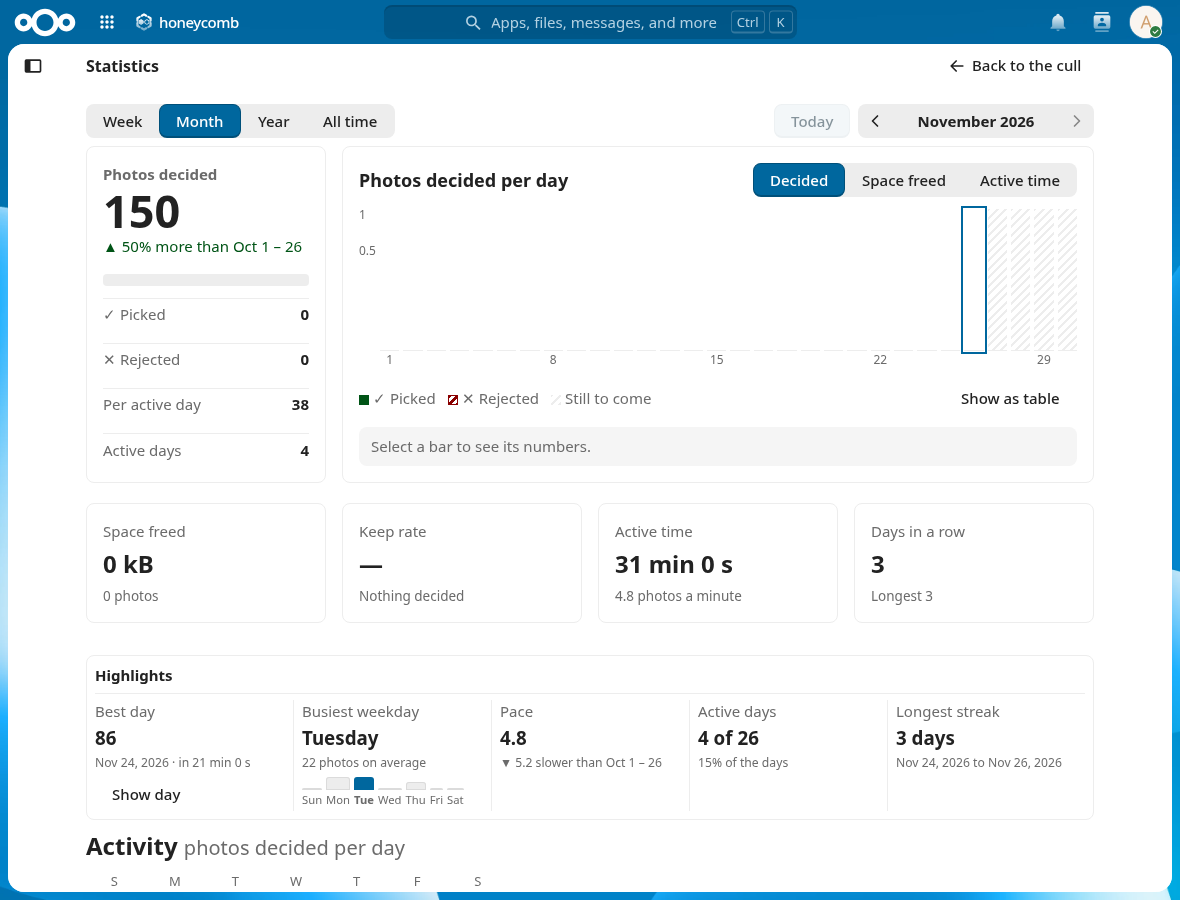 honeycomb
Apps, files, messages, and more Ctrl K
A
Statistics
Back to the cull
Week Month Year All time
Today
November 2026
Photos decided
150
▲ 50% more than Oct 1 – 26
✓ Picked 0
✕ Rejected 0
Per active day 38
Active days 4
Photos decided per day
Decided Space freed Active time
1
0.5
1 8 15 22 29
✓ Picked ✕ Rejected Still to come
Show as table
Select a bar to see its numbers.
Space freed
0 kB
0 photos
Keep rate
—
Nothing decided
Active time
31 min 0 s
4.8 photos a minute
Days in a row
3
Longest 3
Highlights
Best day
86
Nov 24, 2026 · in 21 min 0 s
Show day
Busiest weekday
Tuesday
22 photos on average
Sun Mon Tue Wed Thu Fri Sat
Pace
4.8
▼ 5.2 slower than Oct 1 – 26
Active days
4 of 26
15% of the days
Longest streak
3 days
Nov 24, 2026 to Nov 26, 2026
Activity photos decided per day
S M T W T F S